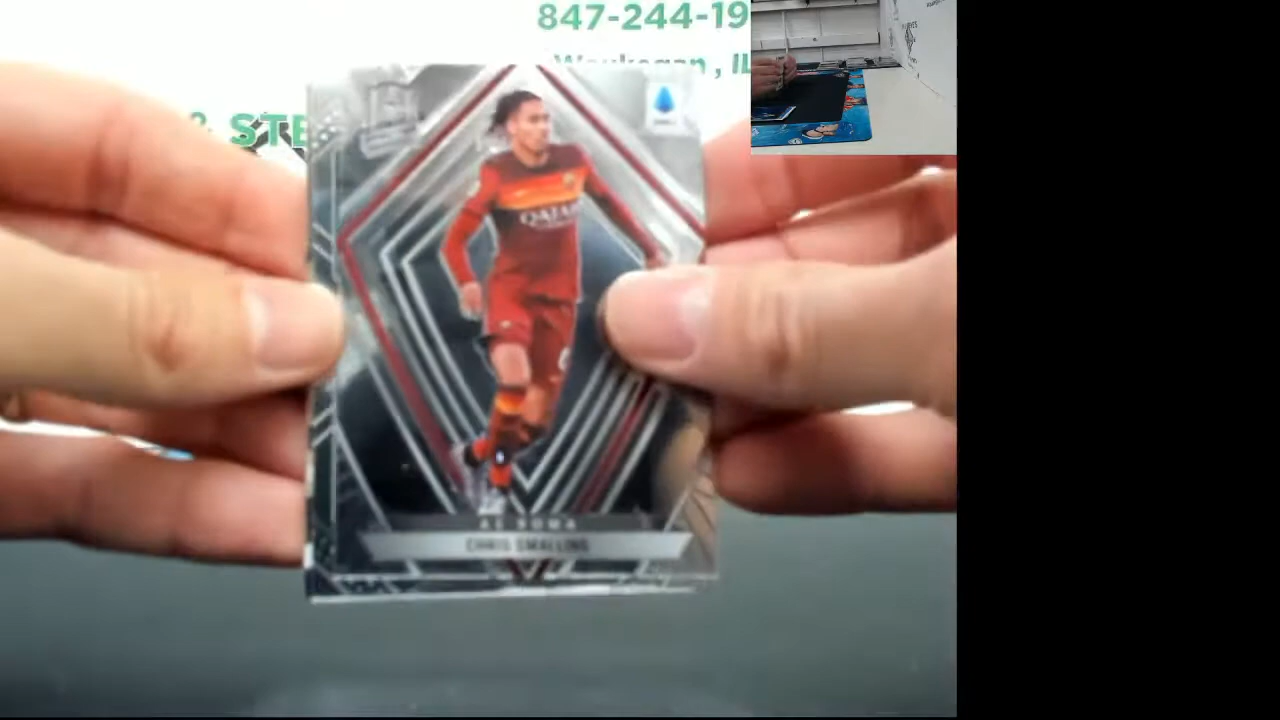 847-244-19
Waukegan, IL
& STE
QATAR
AS ROMA
CHRIS SMALLING